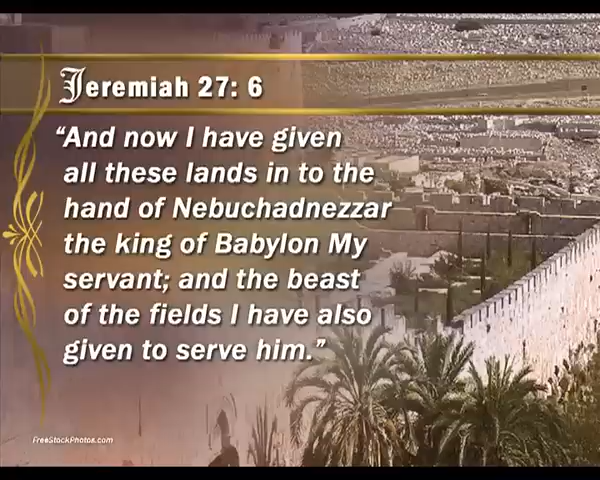 Jeremiah 27: 6
“And now I have given
all these lands in to the
hand of Nebuchadnezzar
the king of Babylon My
servant; and the beast
of the fields I have also
given to serve him.”
FreeStockPhotos.com